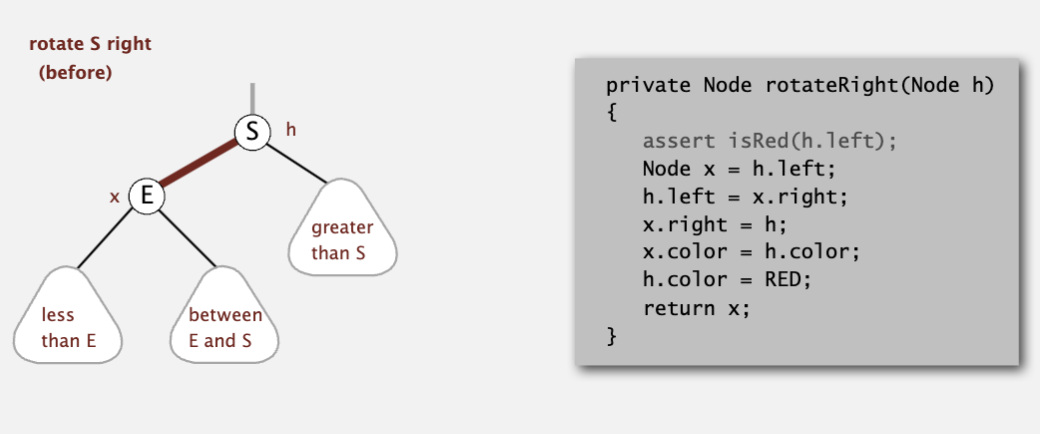 rotate S right
(before)
S
h
x
E
greater
than S
less
than E
between
E and S
private Node rotateRight(Node h)
{
assert isRed(h.left);
Node x = h.left;
h.left = x.right;
x.right = h;
x.color = h.color;
h.color = RED;
return x;
}